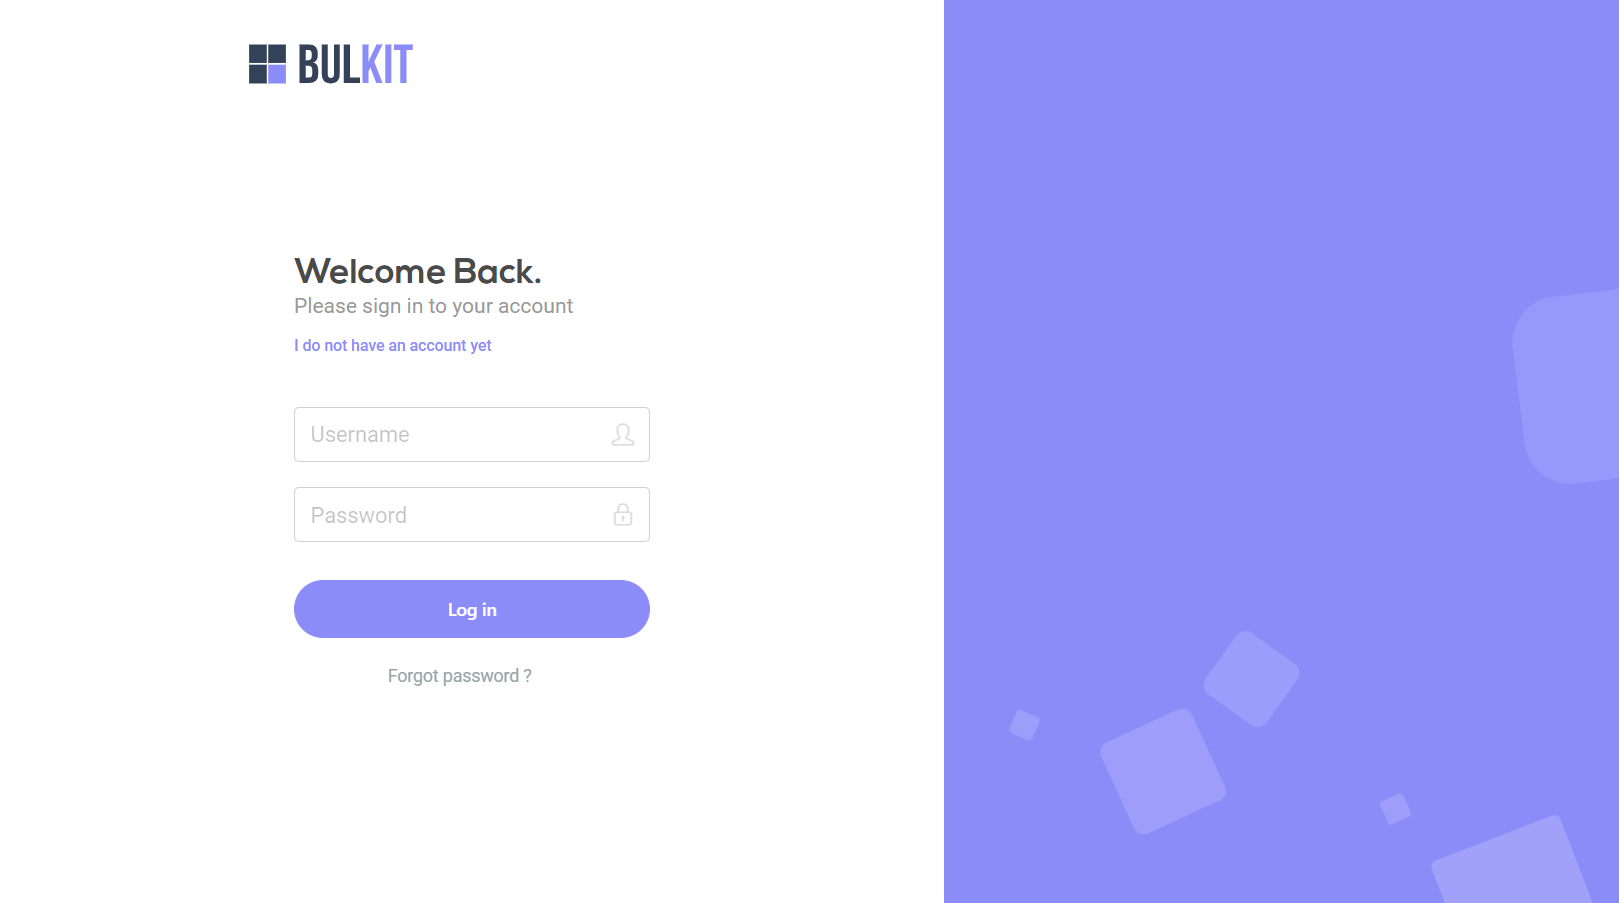 BULKIT
Welcome Back.
Please sign in to your account
I do not have an account yet
Username
Password
Log in
Forgot password ?